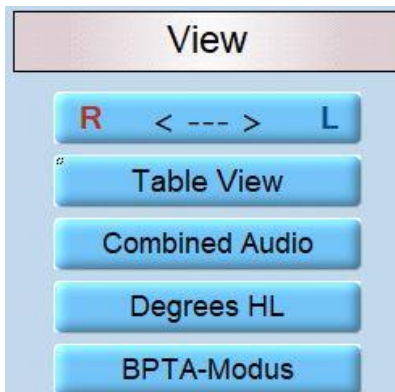 View
R < --- > L
Table View
Combined Audio
Degrees HL
BPTA-Modus